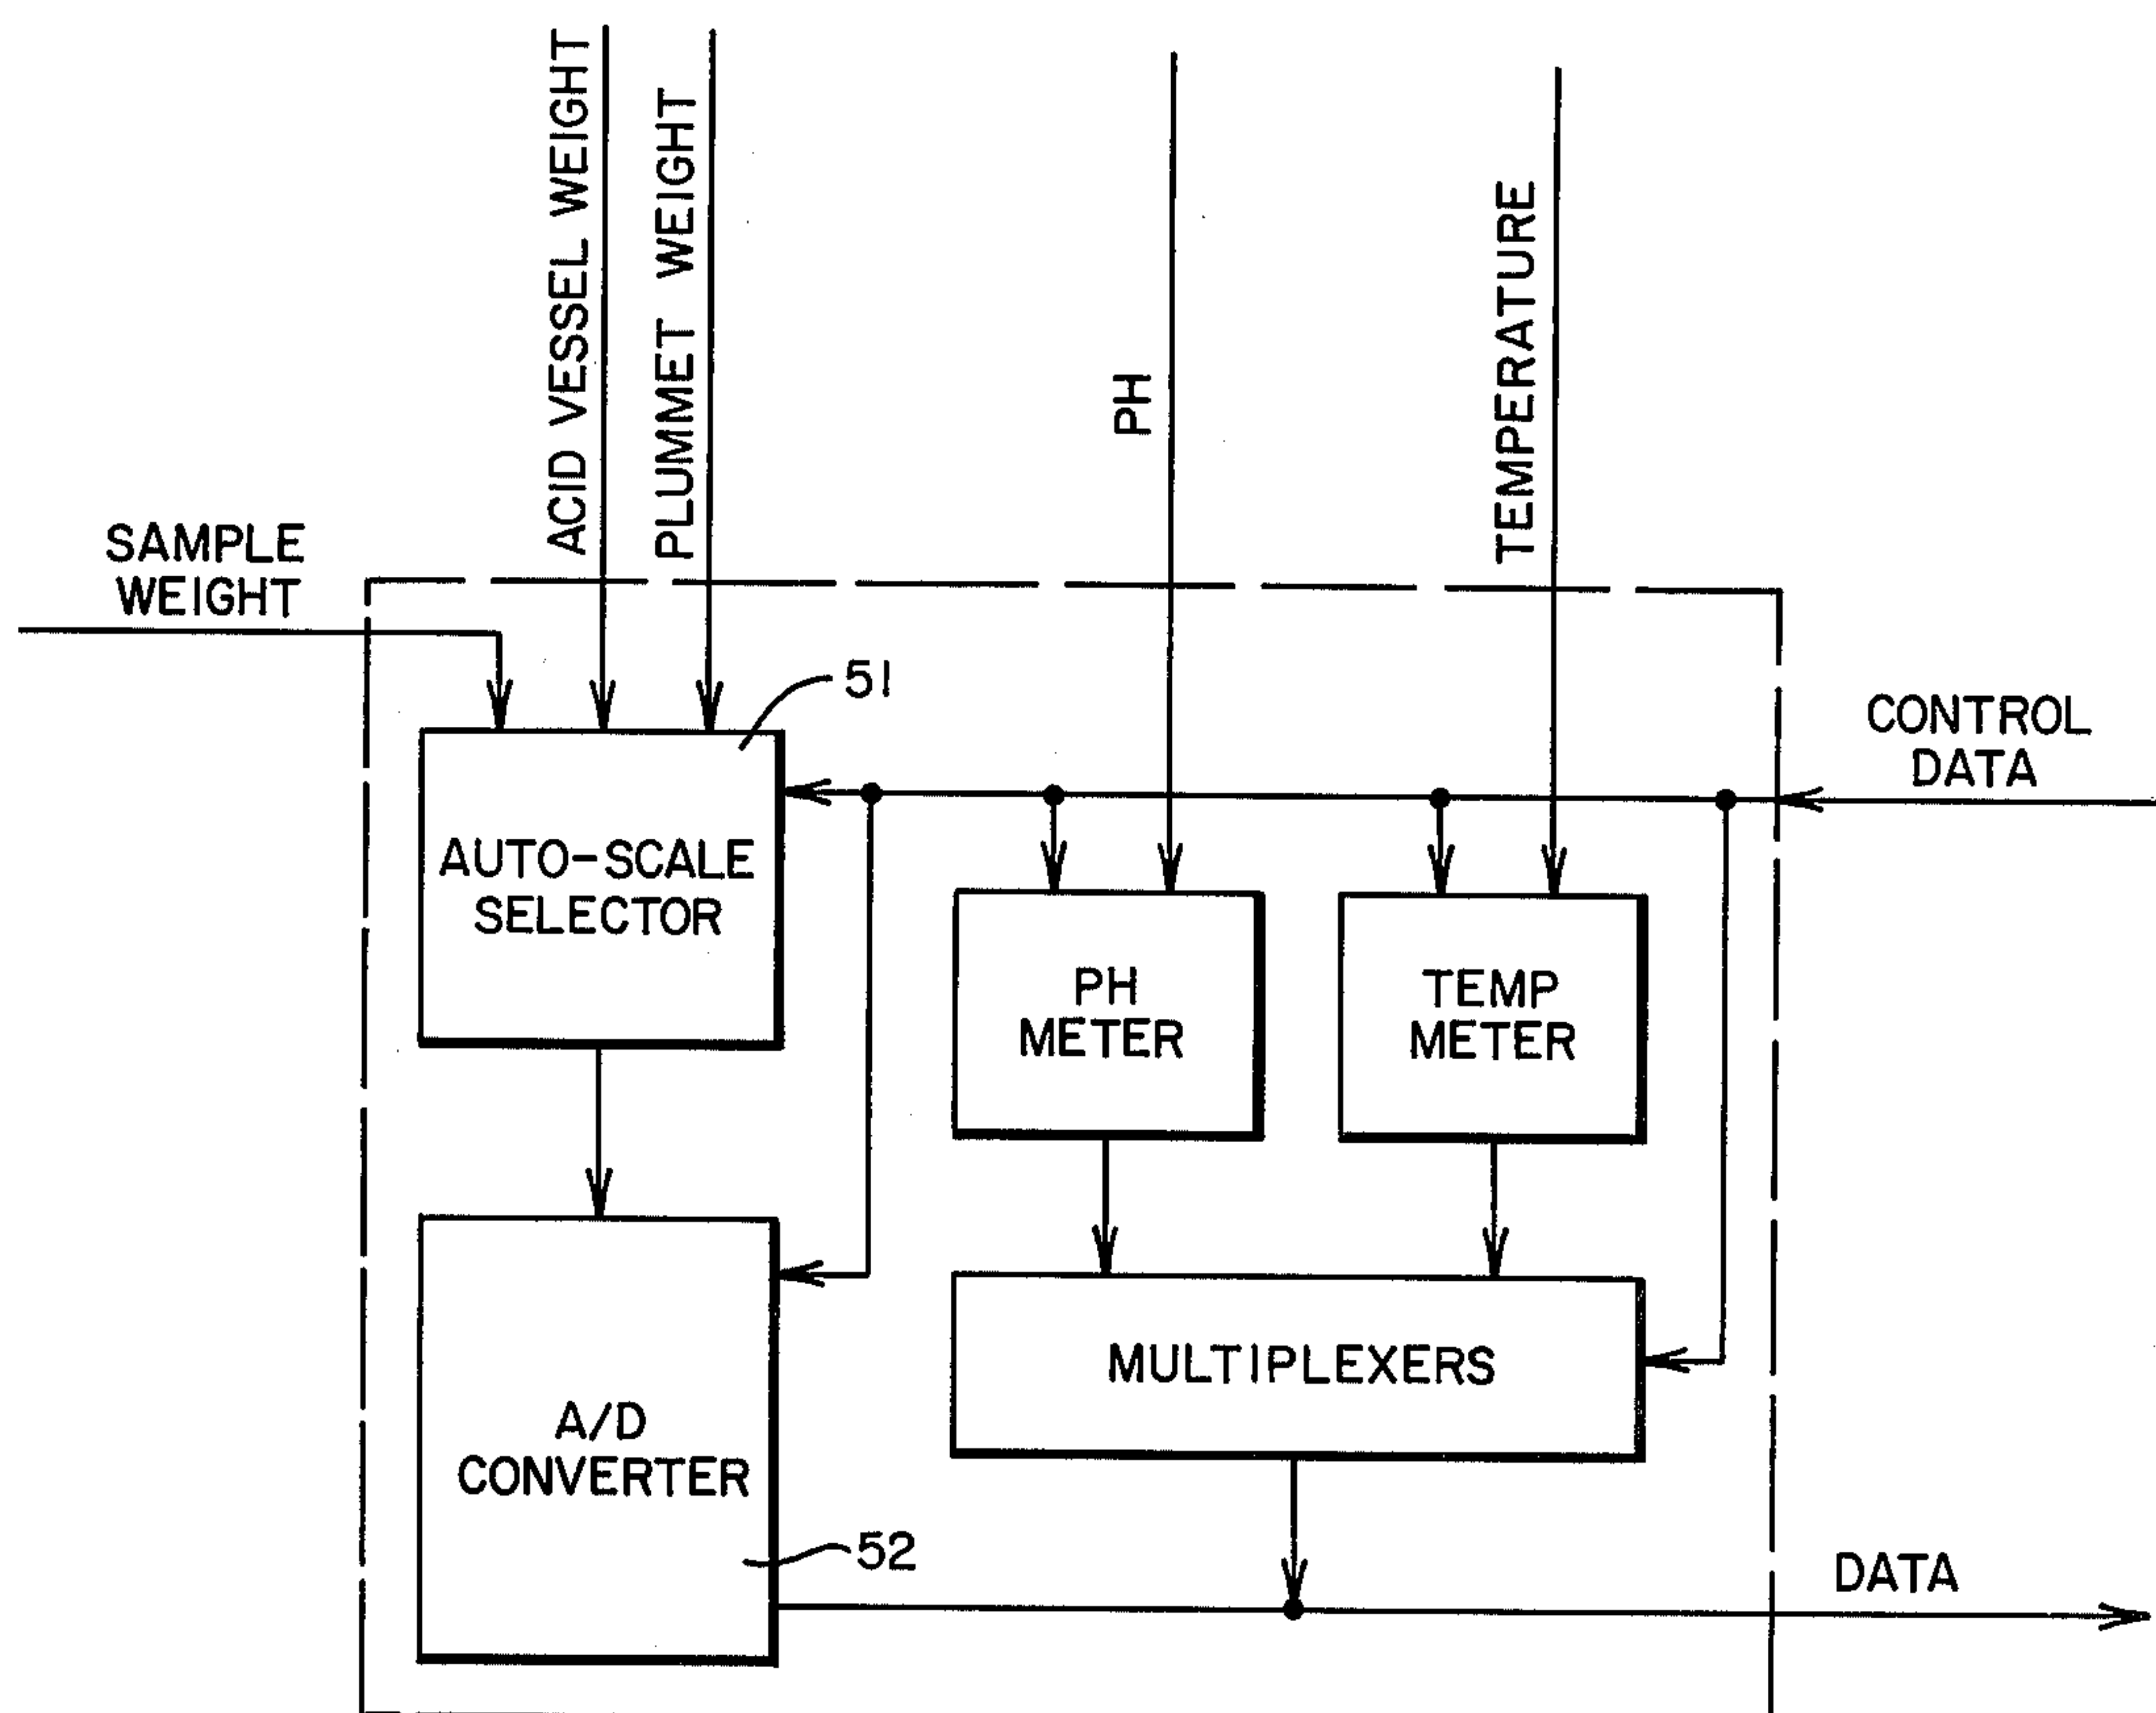 ACID VESSEL WEIGHT
PLUMMET WEIGHT
PH
TEMPERATURE
SAMPLE
WEIGHT
51
CONTROL
DATA
AUTO-SCALE
SELECTOR
PH
METER
TEMP
METER
MULTIPLEXERS
A/D
CONVERTER
52
DATA